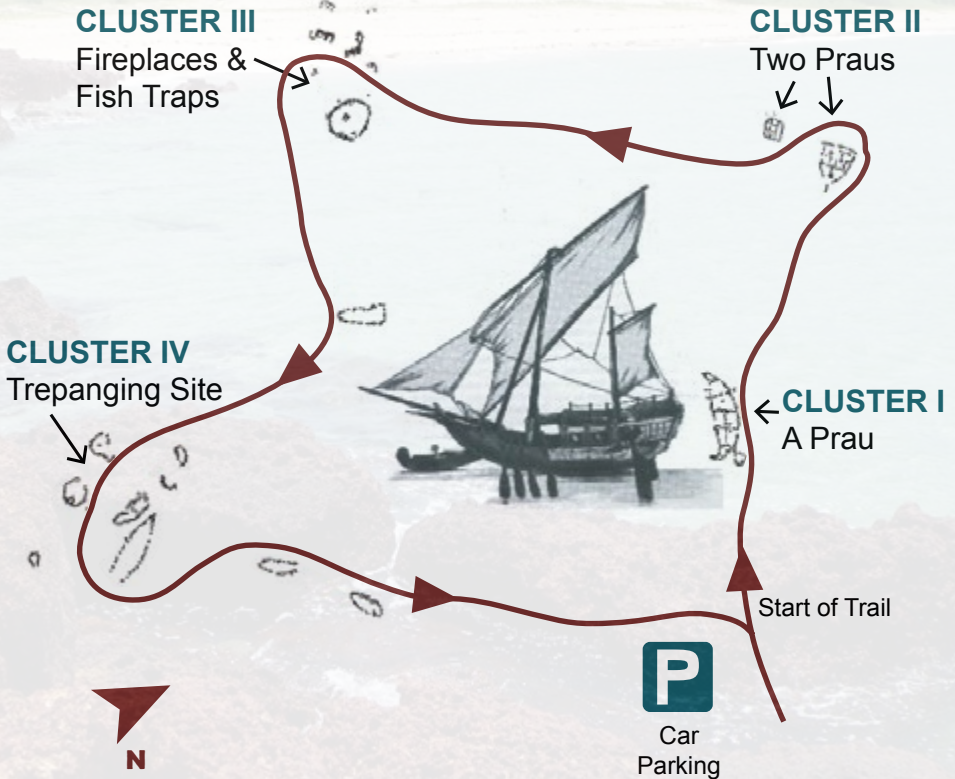 CLUSTER III
Fireplaces &
Fish Traps
CLUSTER II
Two Praus
CLUSTER IV
Trepanging Site
CLUSTER I
A Prau
Start of Trail
P
Car
Parking
N